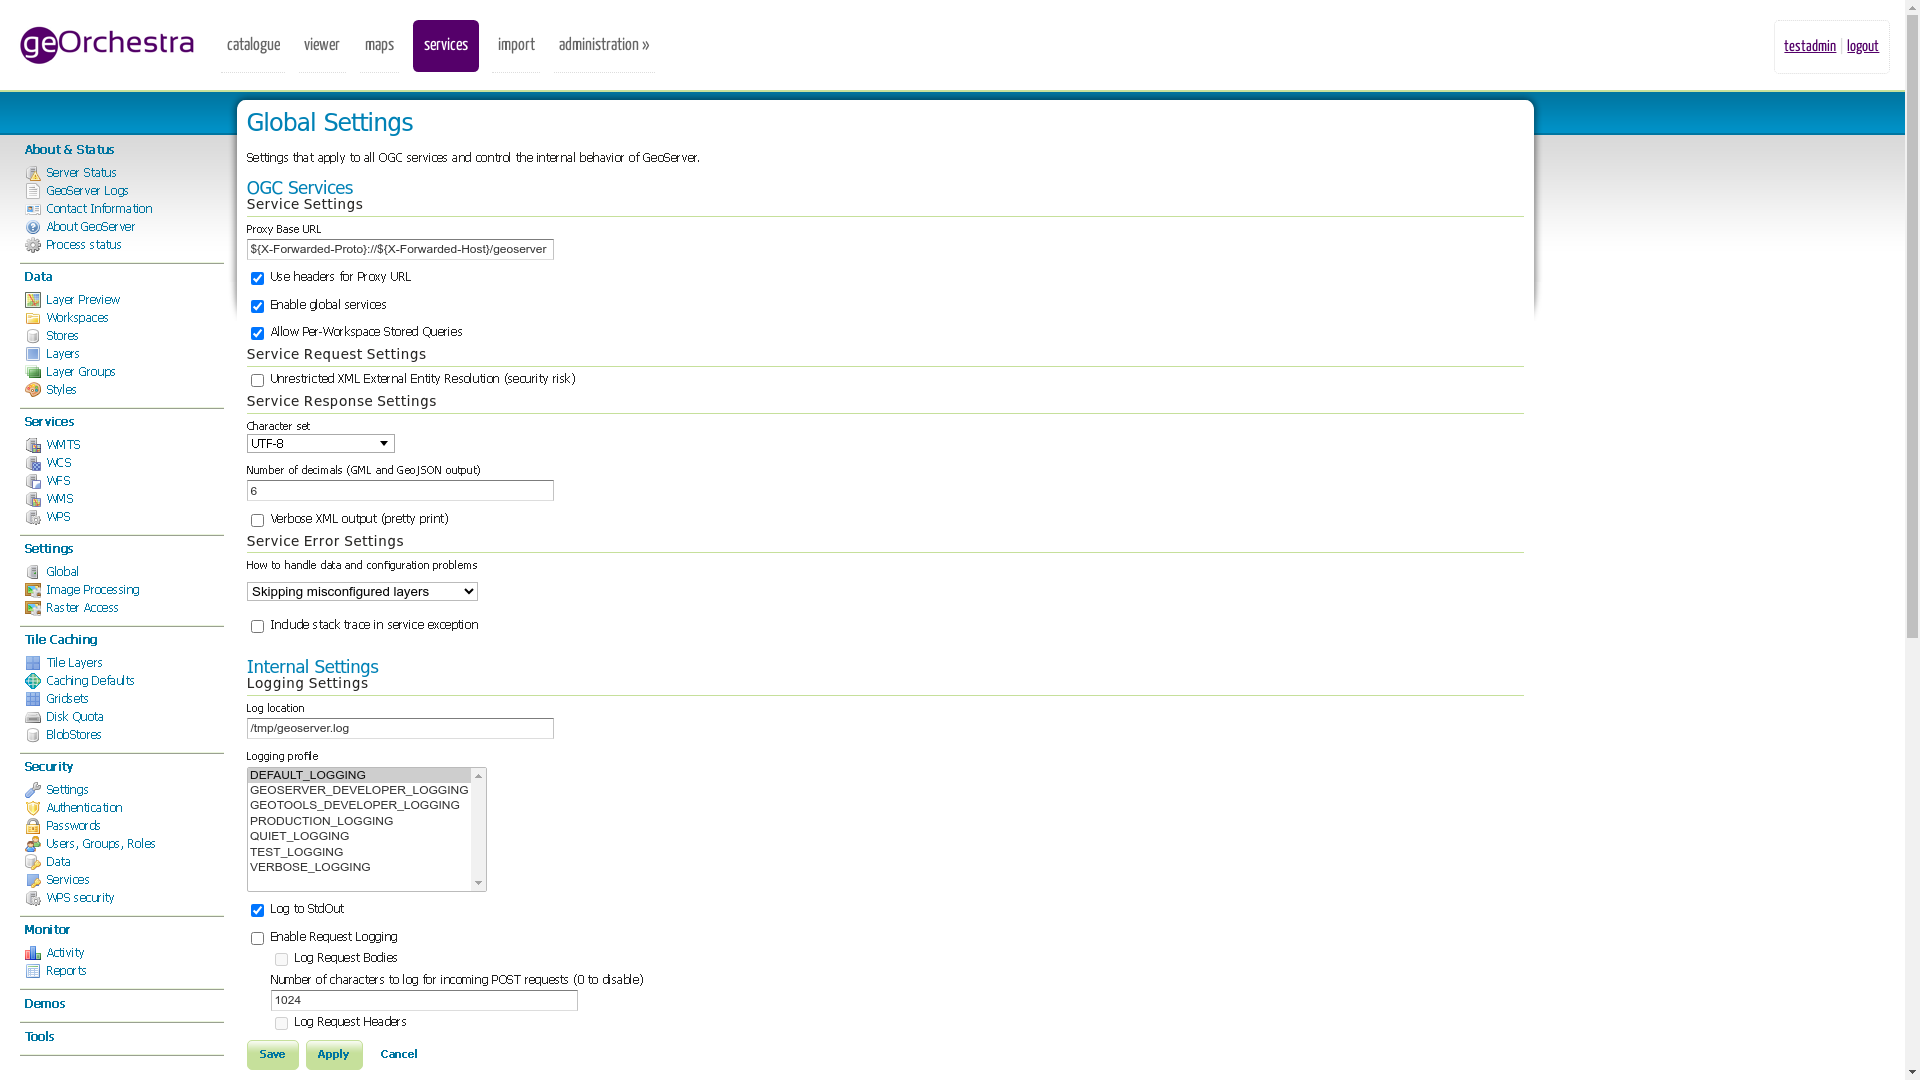 geOrchestra
catalogue
viewer
maps
services
import
administration »
testadmin | logout
About & Status
Server Status
GeoServer Logs
Contact Information
About GeoServer
Process status
Data
Layer Preview
Workspaces
Stores
Layers
Layer Groups
Styles
Services
WMTS
WCS
WFS
WMS
WPS
Settings
Global
Image Processing
Raster Access
Tile Caching
Tile Layers
Caching Defaults
Gridsets
Disk Quota
BlobStores
Security
Settings
Authentication
Passwords
Users, Groups, Roles
Data
Services
WPS security
Monitor
Activity
Reports
Demos
Tools
Global Settings
Settings that apply to all OGC services and control the internal behavior of GeoServer.
OGC Services
Service Settings
Proxy Base URL
${X-Forwarded-Proto}://${X-Forwarded-Host}/geoserver
Use headers for Proxy URL
Enable global services
Allow Per-Workspace Stored Queries
Service Request Settings
Unrestricted XML External Entity Resolution (security risk)
Service Response Settings
Character set
UTF-8
Number of decimals (GML and GeoJSON output)
6
Verbose XML output (pretty print)
Service Error Settings
How to handle data and configuration problems
Skipping misconfigured layers
Include stack trace in service exception
Internal Settings
Logging Settings
Log location
/tmp/geoserver.log
Logging profile
DEFAULT_LOGGING
GEOSERVER_DEVELOPER_LOGGING
GEOTOOLS_DEVELOPER_LOGGING
PRODUCTION_LOGGING
QUIET_LOGGING
TEST_LOGGING
VERBOSE_LOGGING
Log to StdOut
Enable Request Logging
Log Request Bodies
Number of characters to log for incoming POST requests (0 to disable)
1024
Log Request Headers
Save
Apply
Cancel